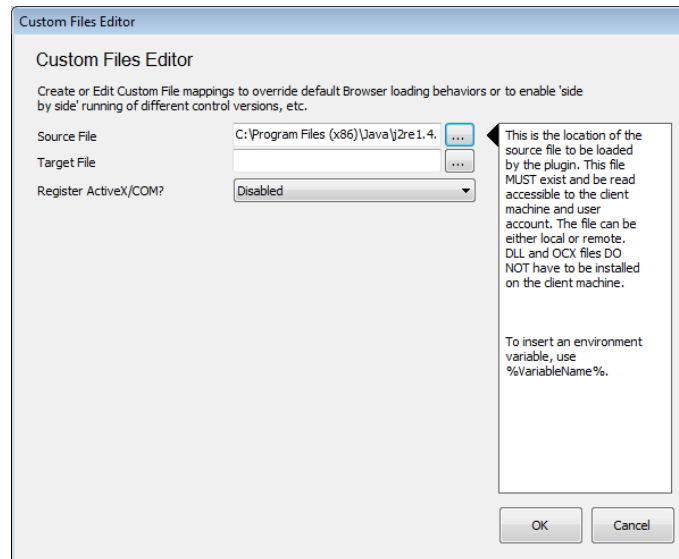 Custom Files Editor
Custom Files Editor
Create or Edit Custom File mappings to override default Browser loading behaviors or to enable 'side
by side' running of different control versions, etc.
Source File
C:\Program Files (x86)\Java\j2re1.4.
...
Target File
...
Register ActiveX/COM?
Disabled
This is the location of the
source file to be loaded
by the plugin. This file
MUST exist and be read
accessible to the client
machine and user
account. The file can be
either local or remote.
DLL and OCX files DO
NOT have to be installed
on the client machine.
To insert an environment
variable, use
%VariableName%.
OK
Cancel